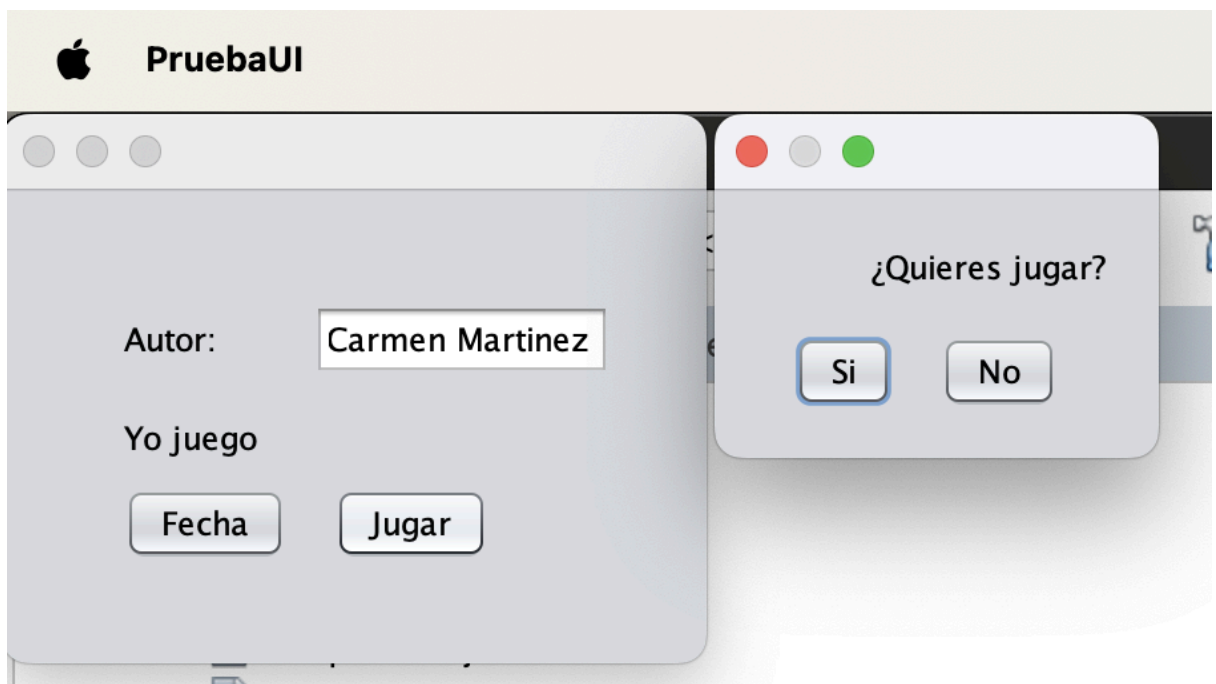 PruebaUI
Autor:
Carmen Martinez
Yo juego
Fecha
Jugar
¿Quieres jugar?
Si
No